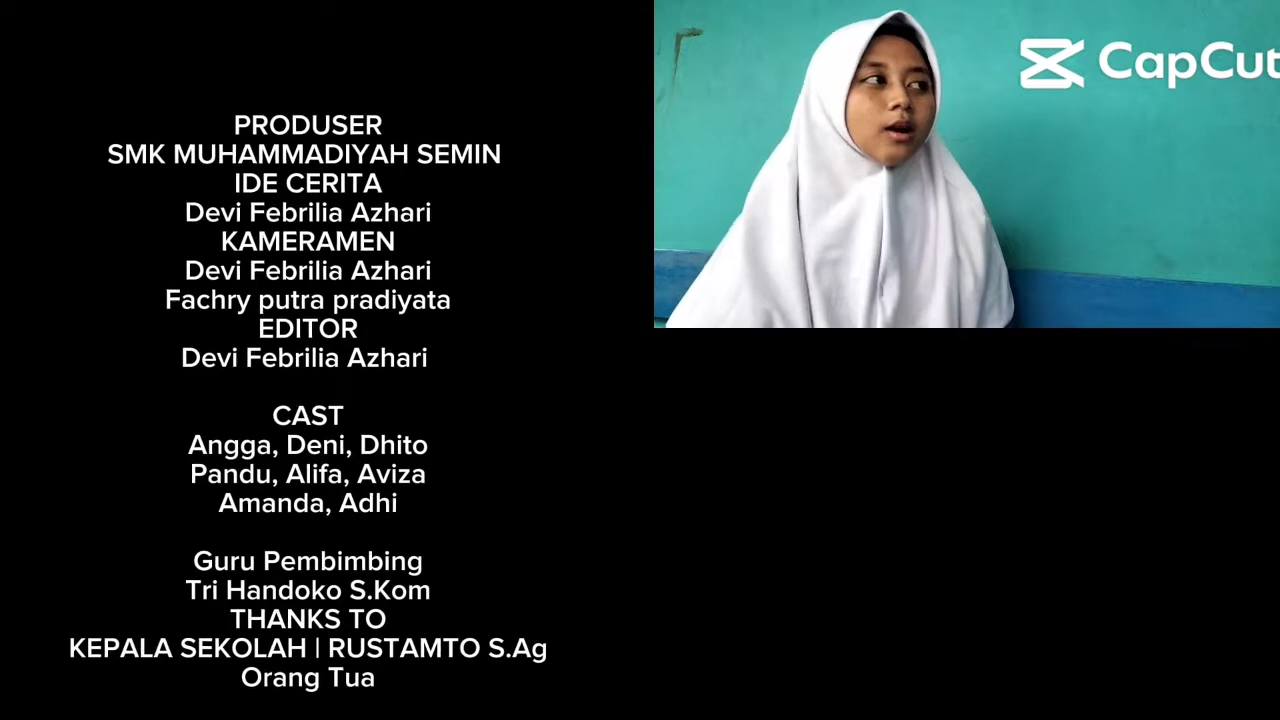 PRODUSER
SMK MUHAMMADIYAH SEMIN
IDE CERITA
Devi Febrilia Azhari
KAMERAMEN
Devi Febrilia Azhari
Fachry putra pradiyata
EDITOR
Devi Febrilia Azhari
CAST
Angga, Deni, Dhito
Pandu, Alifa, Aviza
Amanda, Adhi
Guru Pembimbing
Tri Handoko S.Kom
THANKS TO
KEPALA SEKOLAH | RUSTAMTO S.Ag
Orang Tua
CapCut